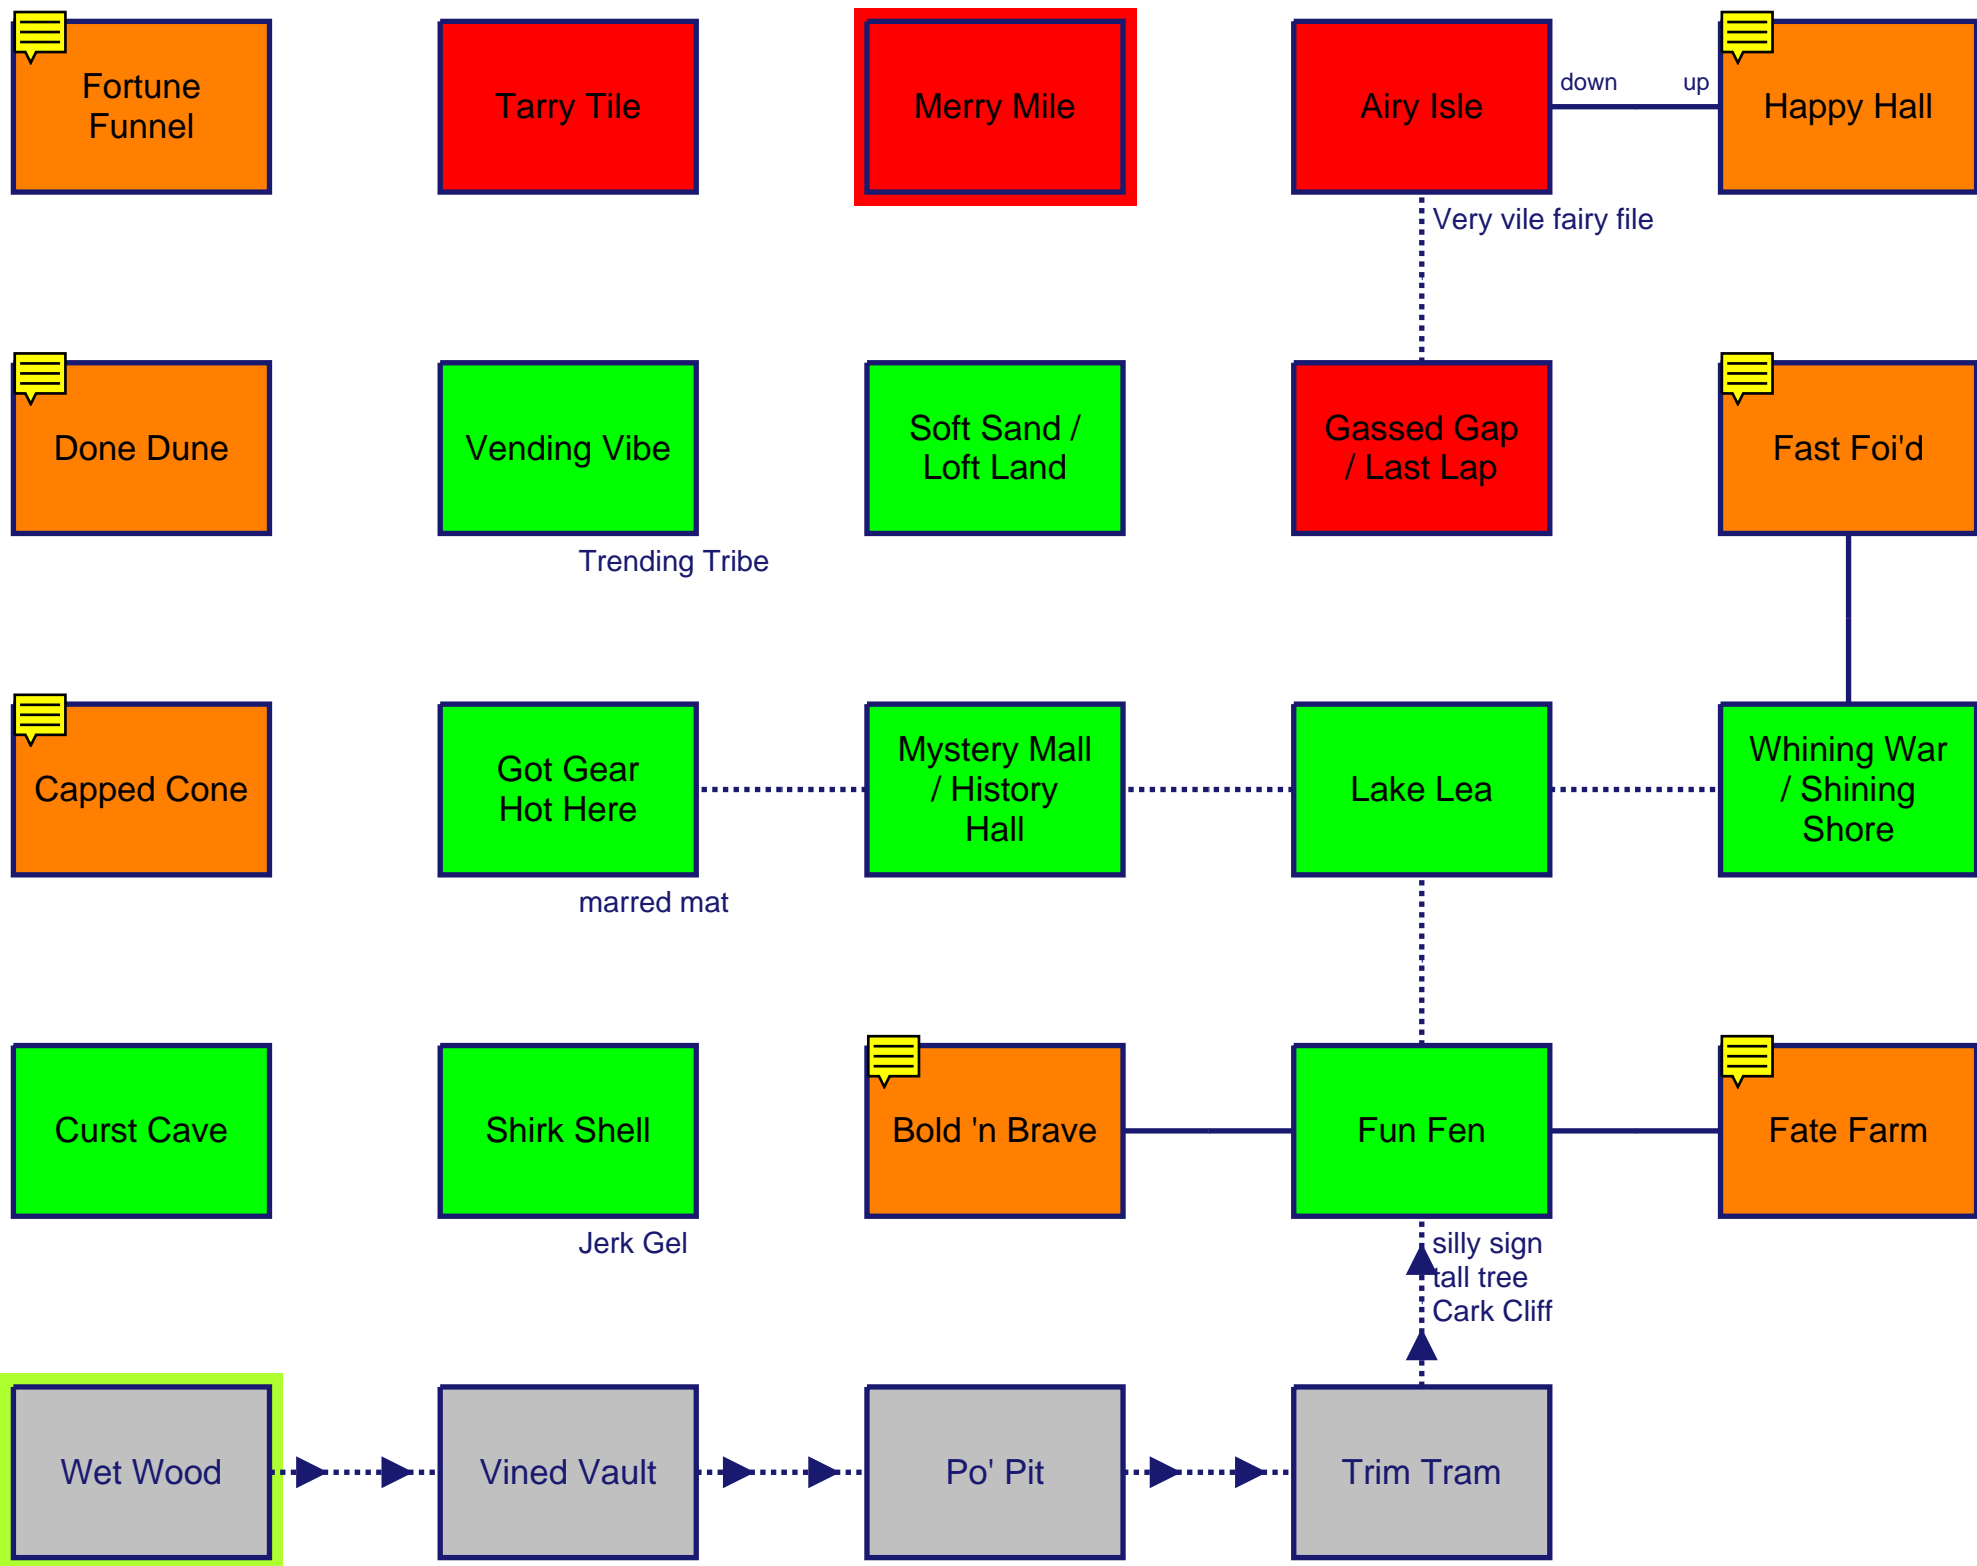 Fortune
Funnel
Tarry Tile
Merry Mile
Airy Isle
down
up
Happy Hall
Very vile fairy file
Done Dune
Vending Vibe
Soft Sand /
Loft Land
Gassed Gap
/ Last Lap
Fast Foi'd
Trending Tribe
Capped Cone
Got Gear
Hot Here
Mystery Mall
/ History
Hall
Lake Lea
Whining War
/ Shining
Shore
marred mat
Curst Cave
Shirk Shell
Bold 'n Brave
Fun Fen
Fate Farm
Jerk Gel
silly sign
tall tree
Cark Cliff
Wet Wood
Vined Vault
Po' Pit
Trim Tram